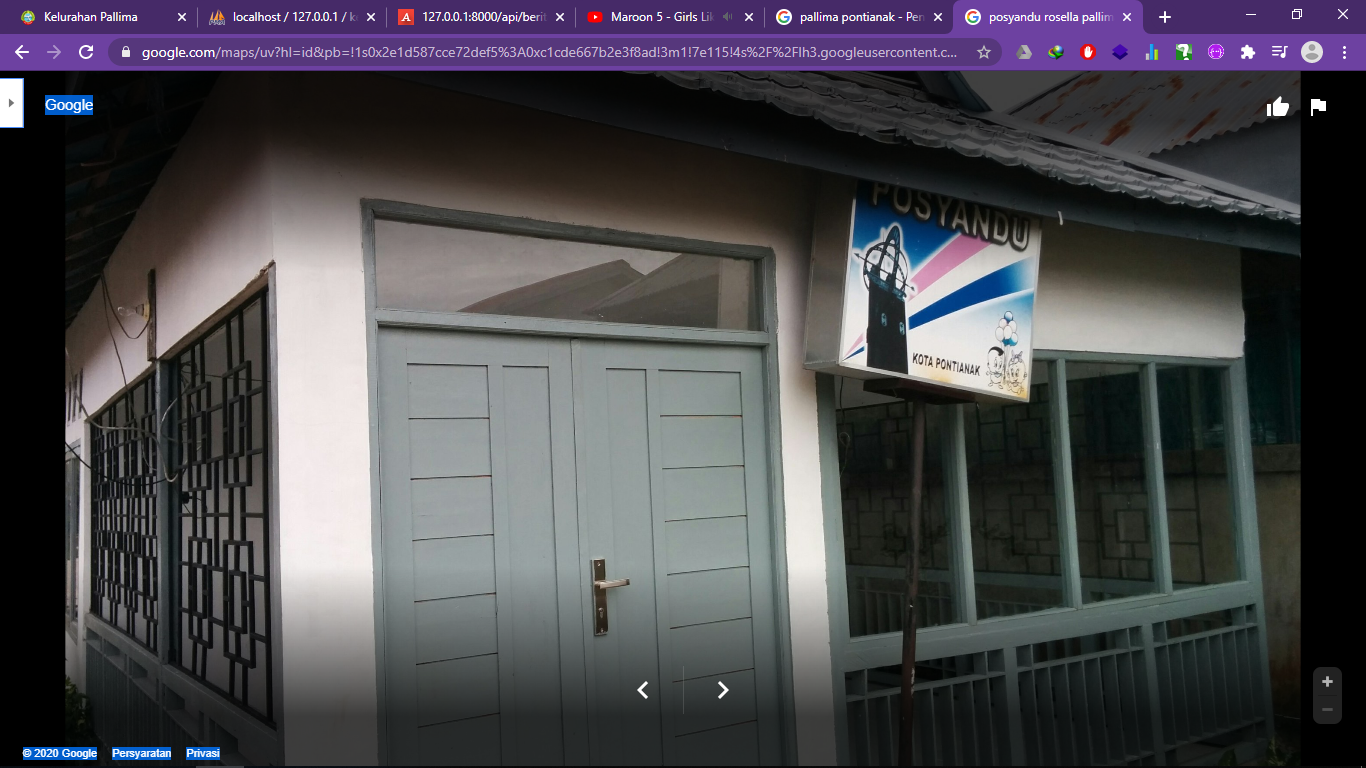 Kelurahan Pallima
localhost / 127.0.0.1 / k
127.0.0.1:8000/api/berit
Maroon 5 - Girls Lik
pallima pontianak - Pen
posyandu rosella pallim
google.com/maps/uv?hl=id&pb=!1s0x2e1d587cce72def5%3A0xc1cde667b2e3f8ad!3m1!7e115!4s%2F%2Flh3.googleusercontent.c...
Google
POSYANDU
KOTA PONTIANAK
© 2020 Google Persyaratan Privasi